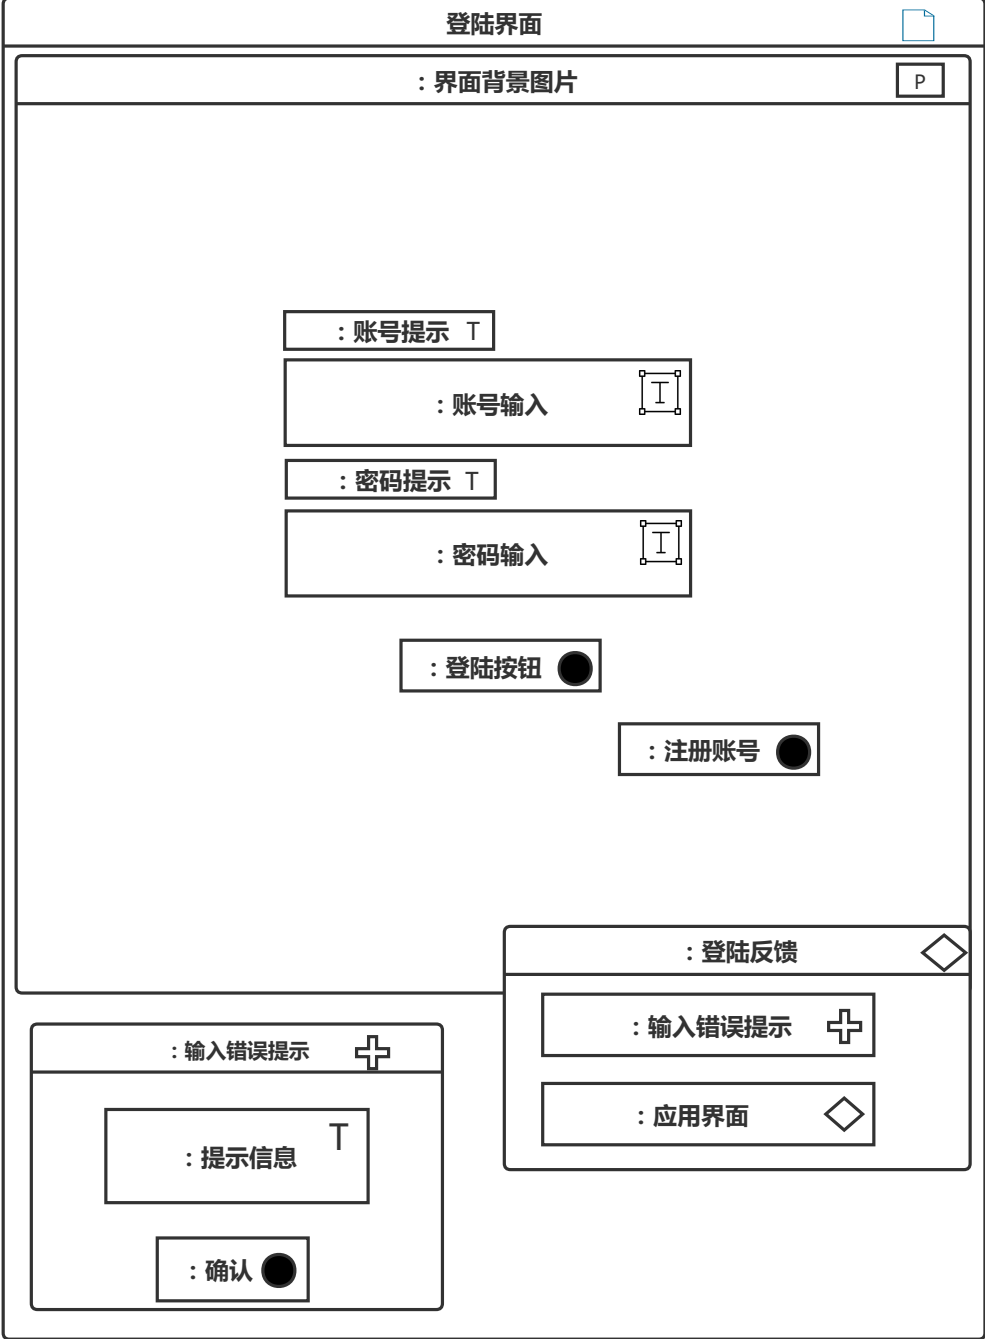 登陆界面
：界面背景图片 P
：账号提示 T
：账号输入 T
：密码提示 T
：密码输入 T
：登陆按钮
：注册账号
：登陆反馈
：输入错误提示
：应用界面
：输入错误提示
：提示信息 T
：确认